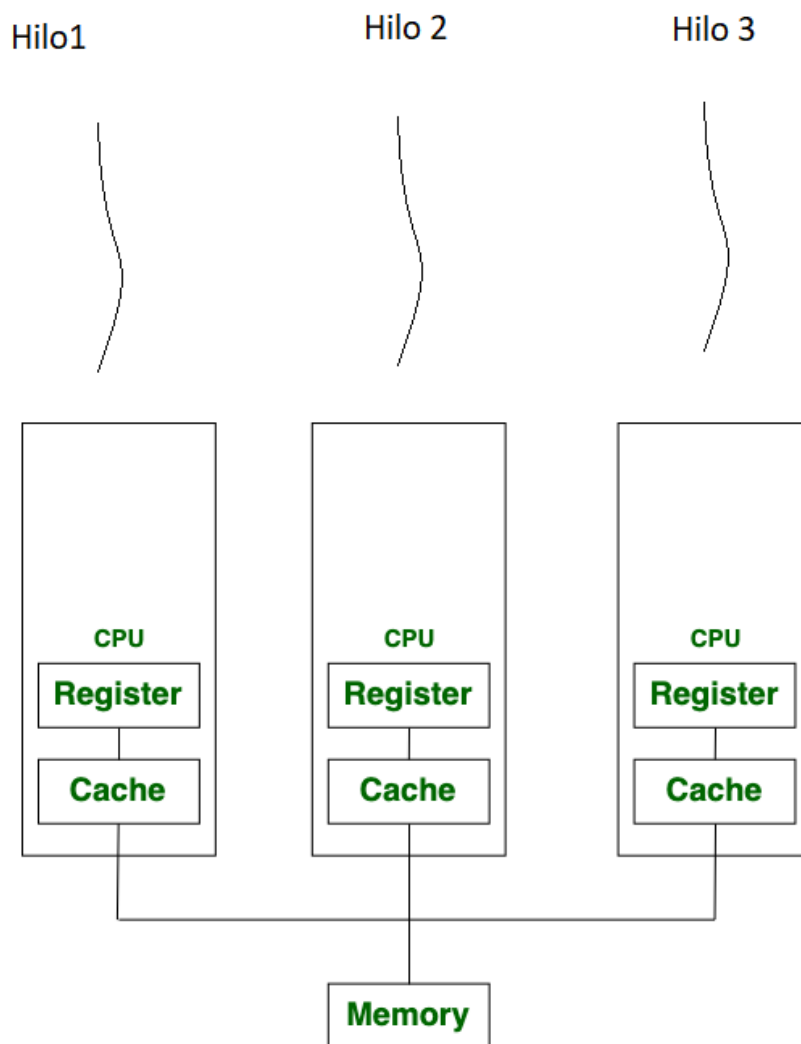 Hilo1
Hilo 2
Hilo 3
CPU
CPU
CPU
Register
Register
Register
Cache
Cache
Cache
Memory